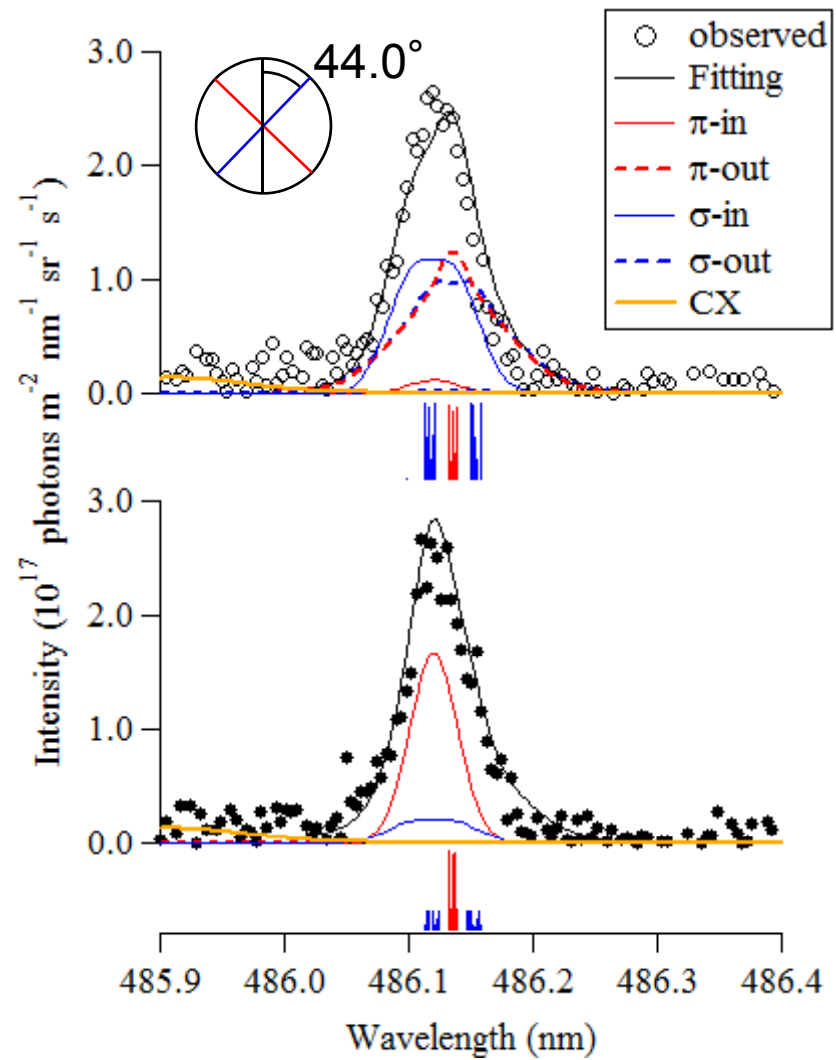 44.0°
observed
Fitting
π-in
π-out
σ-in
σ-out
CX
3.0
2.0
1.0
0.0
3.0
2.0
1.0
0.0
Intensity (10¹⁷ photons m⁻² nm⁻¹ sr⁻¹ s⁻¹)
485.9 486.0 486.1 486.2 486.3 486.4
Wavelength (nm)